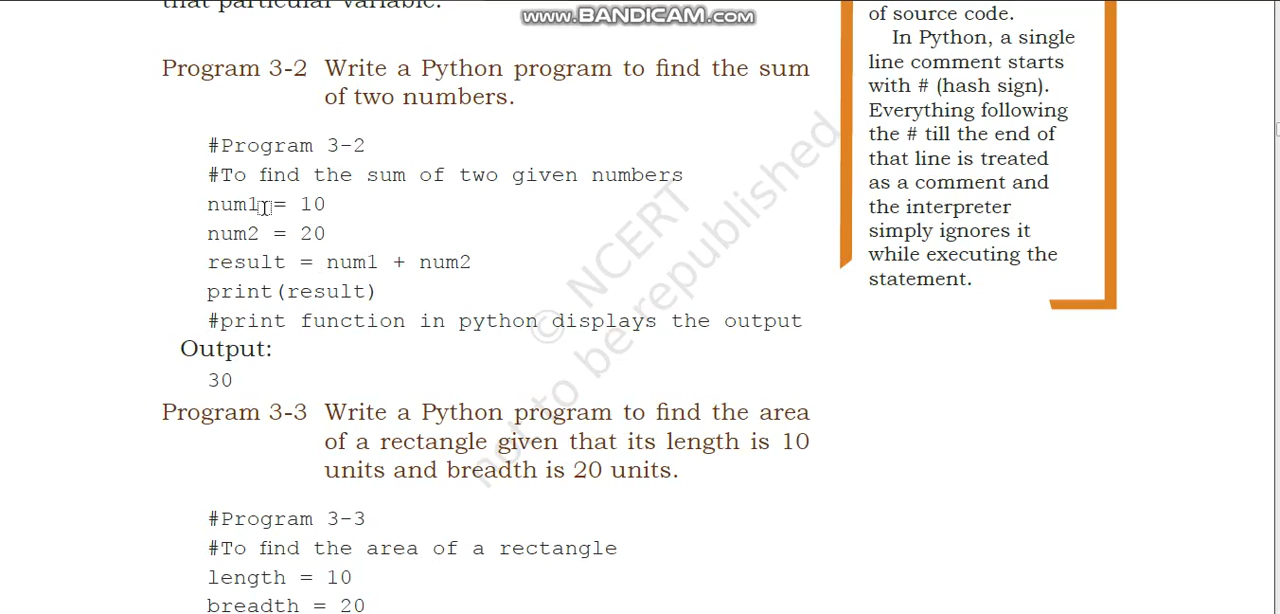 that particular variable.
www.BANDICAM.com
Program 3-2 Write a Python program to find the sum
of two numbers.
#Program 3-2
#To find the sum of two given numbers
num1 = 10
num2 = 20
result = num1 + num2
print(result)
#print function in python displays the output
Output:
30
Program 3-3 Write a Python program to find the area
of a rectangle given that its length is 10
units and breadth is 20 units.
#Program 3-3
#To find the area of a rectangle
length = 10
breadth = 20
of source code.
In Python, a single
line comment starts
with # (hash sign).
Everything following
the # till the end of
that line is treated
as a comment and
the interpreter
simply ignores it
while executing the
statement.
© NCERT
not to be republished